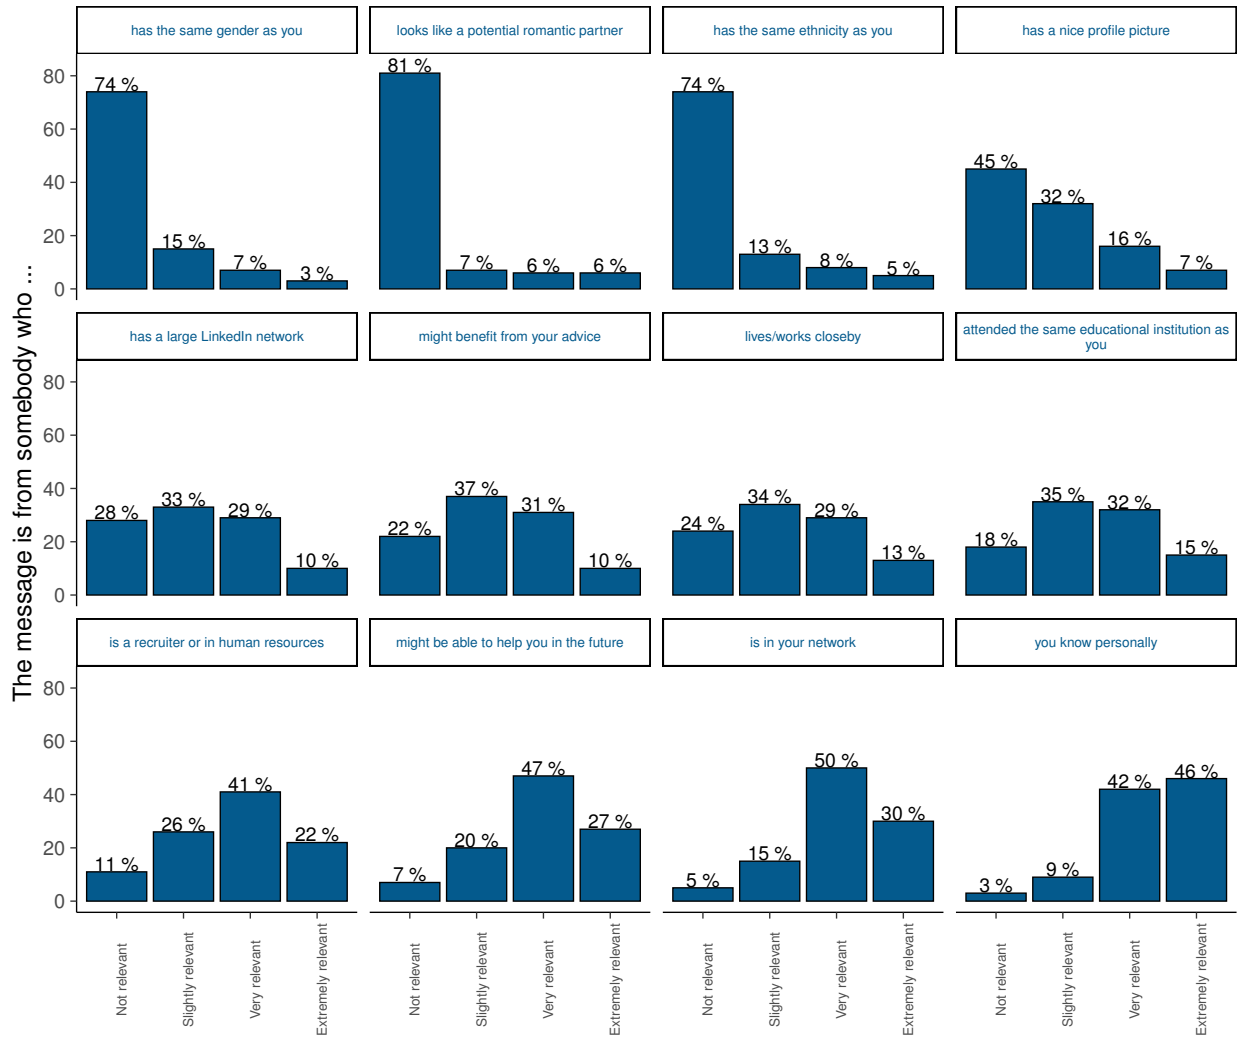 has the same gender as you
looks like a potential romantic partner
has the same ethnicity as you
has a nice profile picture
80
60
40
20
0
74 %
15 %
7 %
3 %
81 %
7 %
6 %
6 %
74 %
13 %
8 %
5 %
45 %
32 %
16 %
7 %
The message is from somebody who ...
has a large LinkedIn network
might benefit from your advice
lives/works closeby
attended the same educational institution as
you
80
60
40
20
0
28 %
33 %
29 %
10 %
22 %
37 %
31 %
10 %
24 %
34 %
29 %
13 %
18 %
35 %
32 %
15 %
is a recruiter or in human resources
might be able to help you in the future
is in your network
you know personally
80
60
40
20
0
11 %
26 %
41 %
22 %
7 %
20 %
47 %
27 %
5 %
15 %
50 %
30 %
3 %
9 %
42 %
46 %
Not relevant
Slightly relevant
Very relevant
Extremely relevant
Not relevant
Slightly relevant
Very relevant
Extremely relevant
Not relevant
Slightly relevant
Very relevant
Extremely relevant
Not relevant
Slightly relevant
Very relevant
Extremely relevant